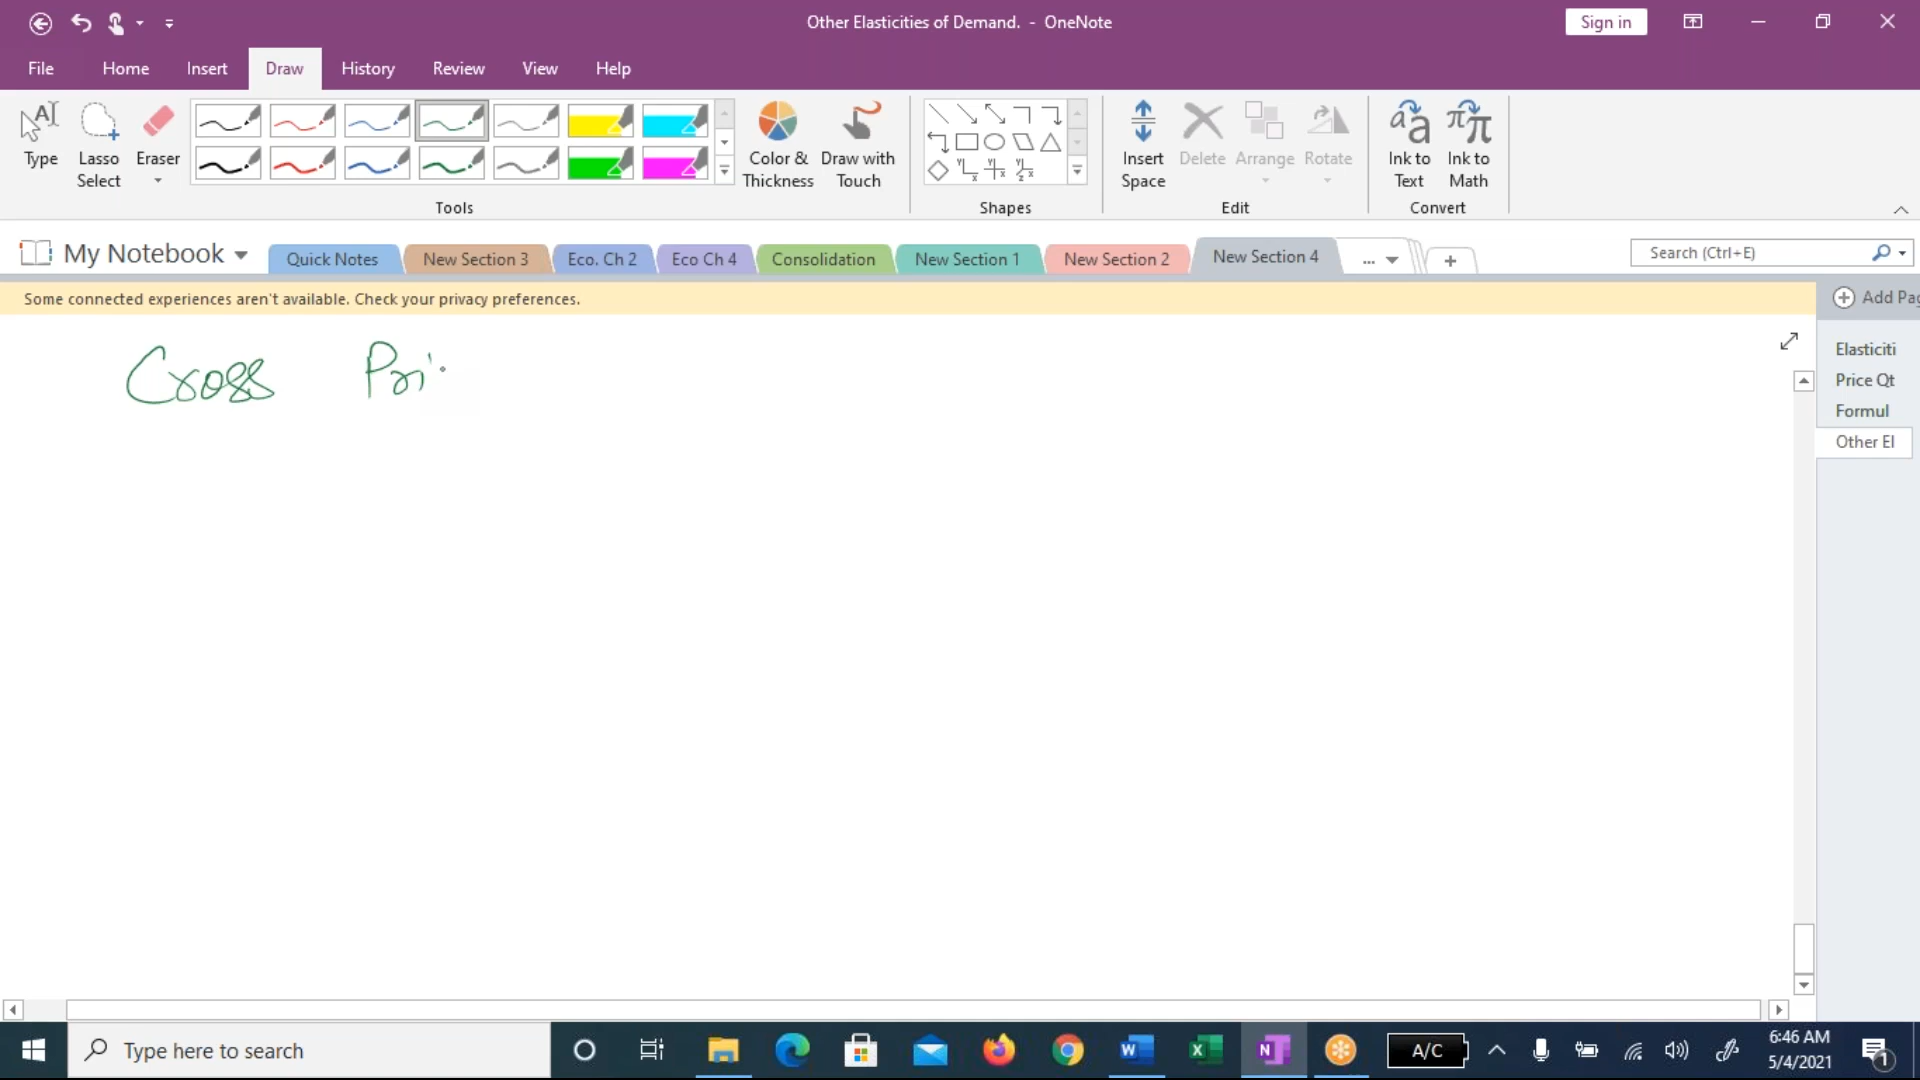 Other Elasticities of Demand. - OneNote
Sign in
File Home Insert Draw History Review View Help
Type
Lasso Select
Eraser
Color & Thickness
Draw with Touch
Insert Space
Delete
Arrange
Rotate
Ink to Text
Ink to Math
Tools Shapes Edit Convert
My Notebook Quick Notes New Section 3 Eco. Ch 2 Eco Ch 4 Consolidation New Section 1 New Section 2 New Section 4 ... + Search (Ctrl+E)
Some connected experiences aren't available. Check your privacy preferences.
Add Pag
Elasticiti
Price Qt
Formul
Other El
Cross Pri
Type here to search
A/C
6:46 AM
5/4/2021
1